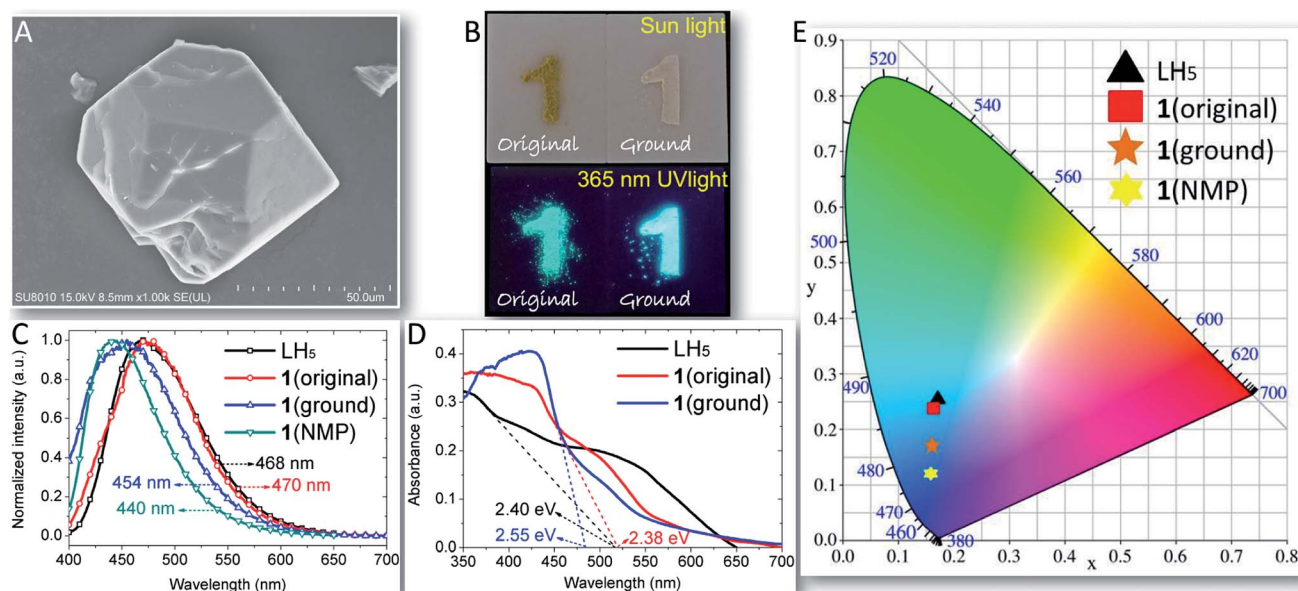 A
SU8010 15.0kV 8.5mm x1.00k SE(UL)
50.0um
B
Sun light
Original
Ground
365 nm UVlight
Original
Ground
C
Normalized intensity (a.u.)
1.0
0.8
0.6
0.4
0.2
0.0
LH5
1(original)
1(ground)
1(NMP)
468 nm
454 nm
470 nm
440 nm
400 450 500 550 600 650 700
Wavelength (nm)
D
Absorbance (a.u.)
0.4
0.3
0.2
0.1
0.0
LH5
1(original)
1(ground)
2.40 eV
2.55 eV
2.38 eV
350 400 450 500 550 600 650 700
Wavelength (nm)
E
0.9
0.8
0.7
0.6
0.5
y
0.4
0.3
0.2
0.1
0.0
520
540
560
500
580
600
620
490
700
480
470
460
380
LH5
1(original)
1(ground)
1(NMP)
0.0 0.1 0.2 0.3 0.4 0.5 0.6 0.7 0.8
x